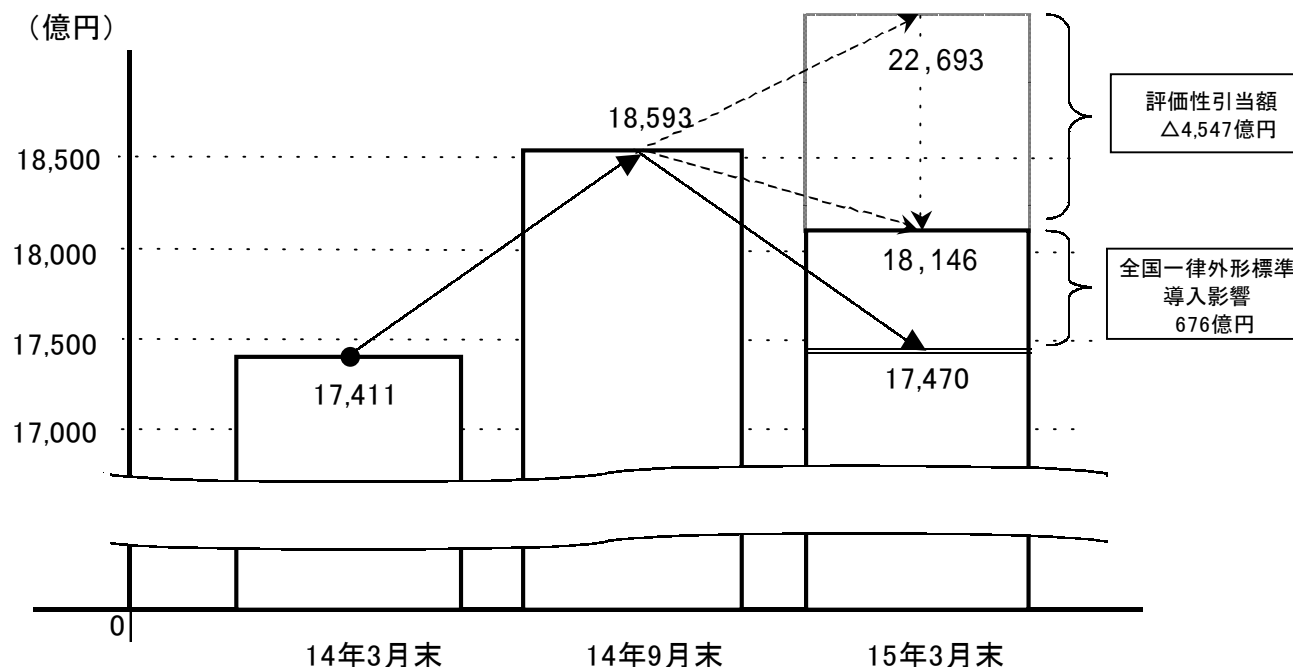 (億円)
22,693
評価性引当額
△4,547億円
18,593
18,500
18,000
18,146
全国一律外形標準
導入影響
676億円
17,500
17,470
17,411
17,000
0
14年3月末
14年9月末
15年3月末